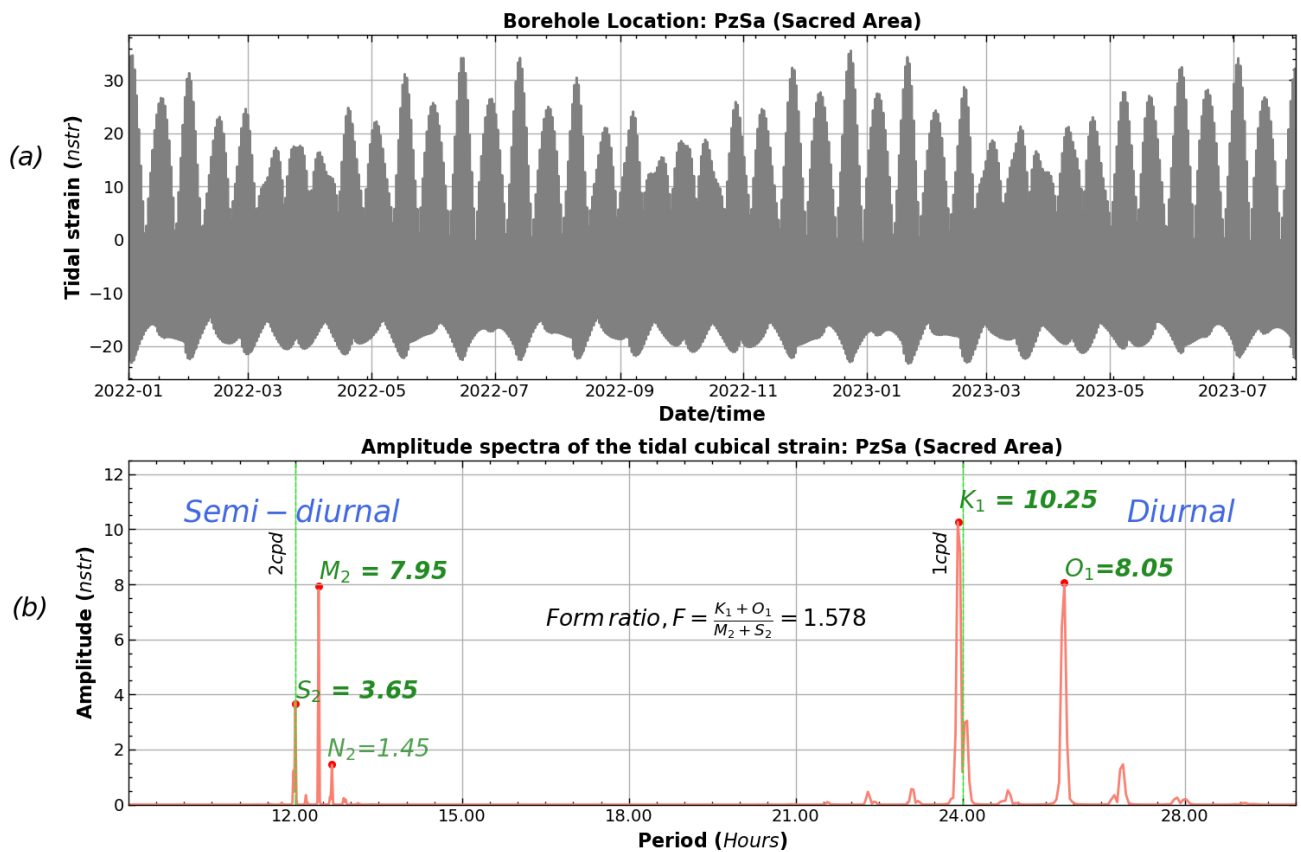 Borehole Location: PzSa (Sacred Area)
(a)
Tidal strain (nstr)
30
20
10
0
−10
−20
2022-01 2022-03 2022-05 2022-07 2022-09 2022-11 2023-01 2023-03 2023-05 2023-07
Date/time
Amplitude spectra of the tidal cubical strain: PzSa (Sacred Area)
(b)
Amplitude (nstr)
12
10
8
6
4
2
0
Semi – diurnal
Diurnal
2cpd
1cpd
K₁ = 10.25
M₂ = 7.95
O₁=8.05
Form ratio, F = (K₁+O₁)/(M₂+S₂) = 1.578
S₂ = 3.65
N₂=1.45
12.00 15.00 18.00 21.00 24.00 28.00
Period (Hours)